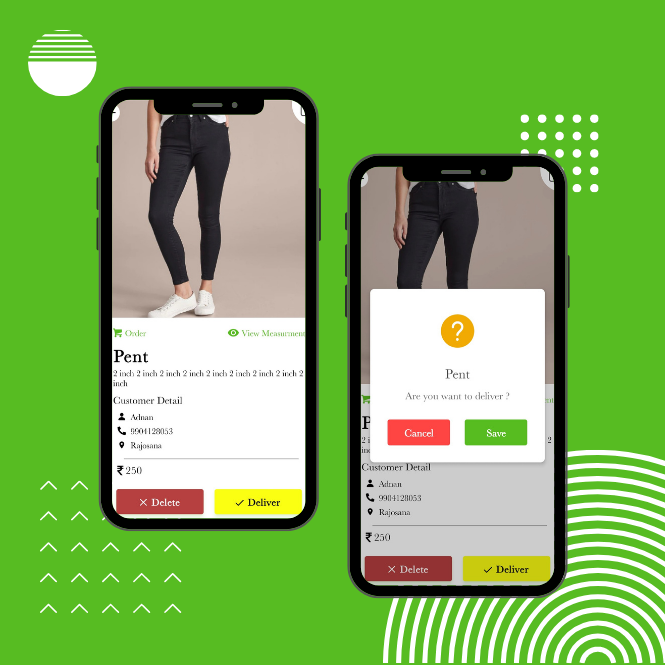 Order
View Measurment
Pent
2 inch 2 inch 2 inch 2 inch 2 inch 2 inch 2 inch 2 inch 2
inch
Customer Detail
Adnan
9904128053
Rajosana
₹ 250
Delete
Deliver
Pent
Are you want to deliver ?
Cancel
Save
Customer Detail
Adnan
9904128053
Rajosana
₹ 250
Delete
Deliver